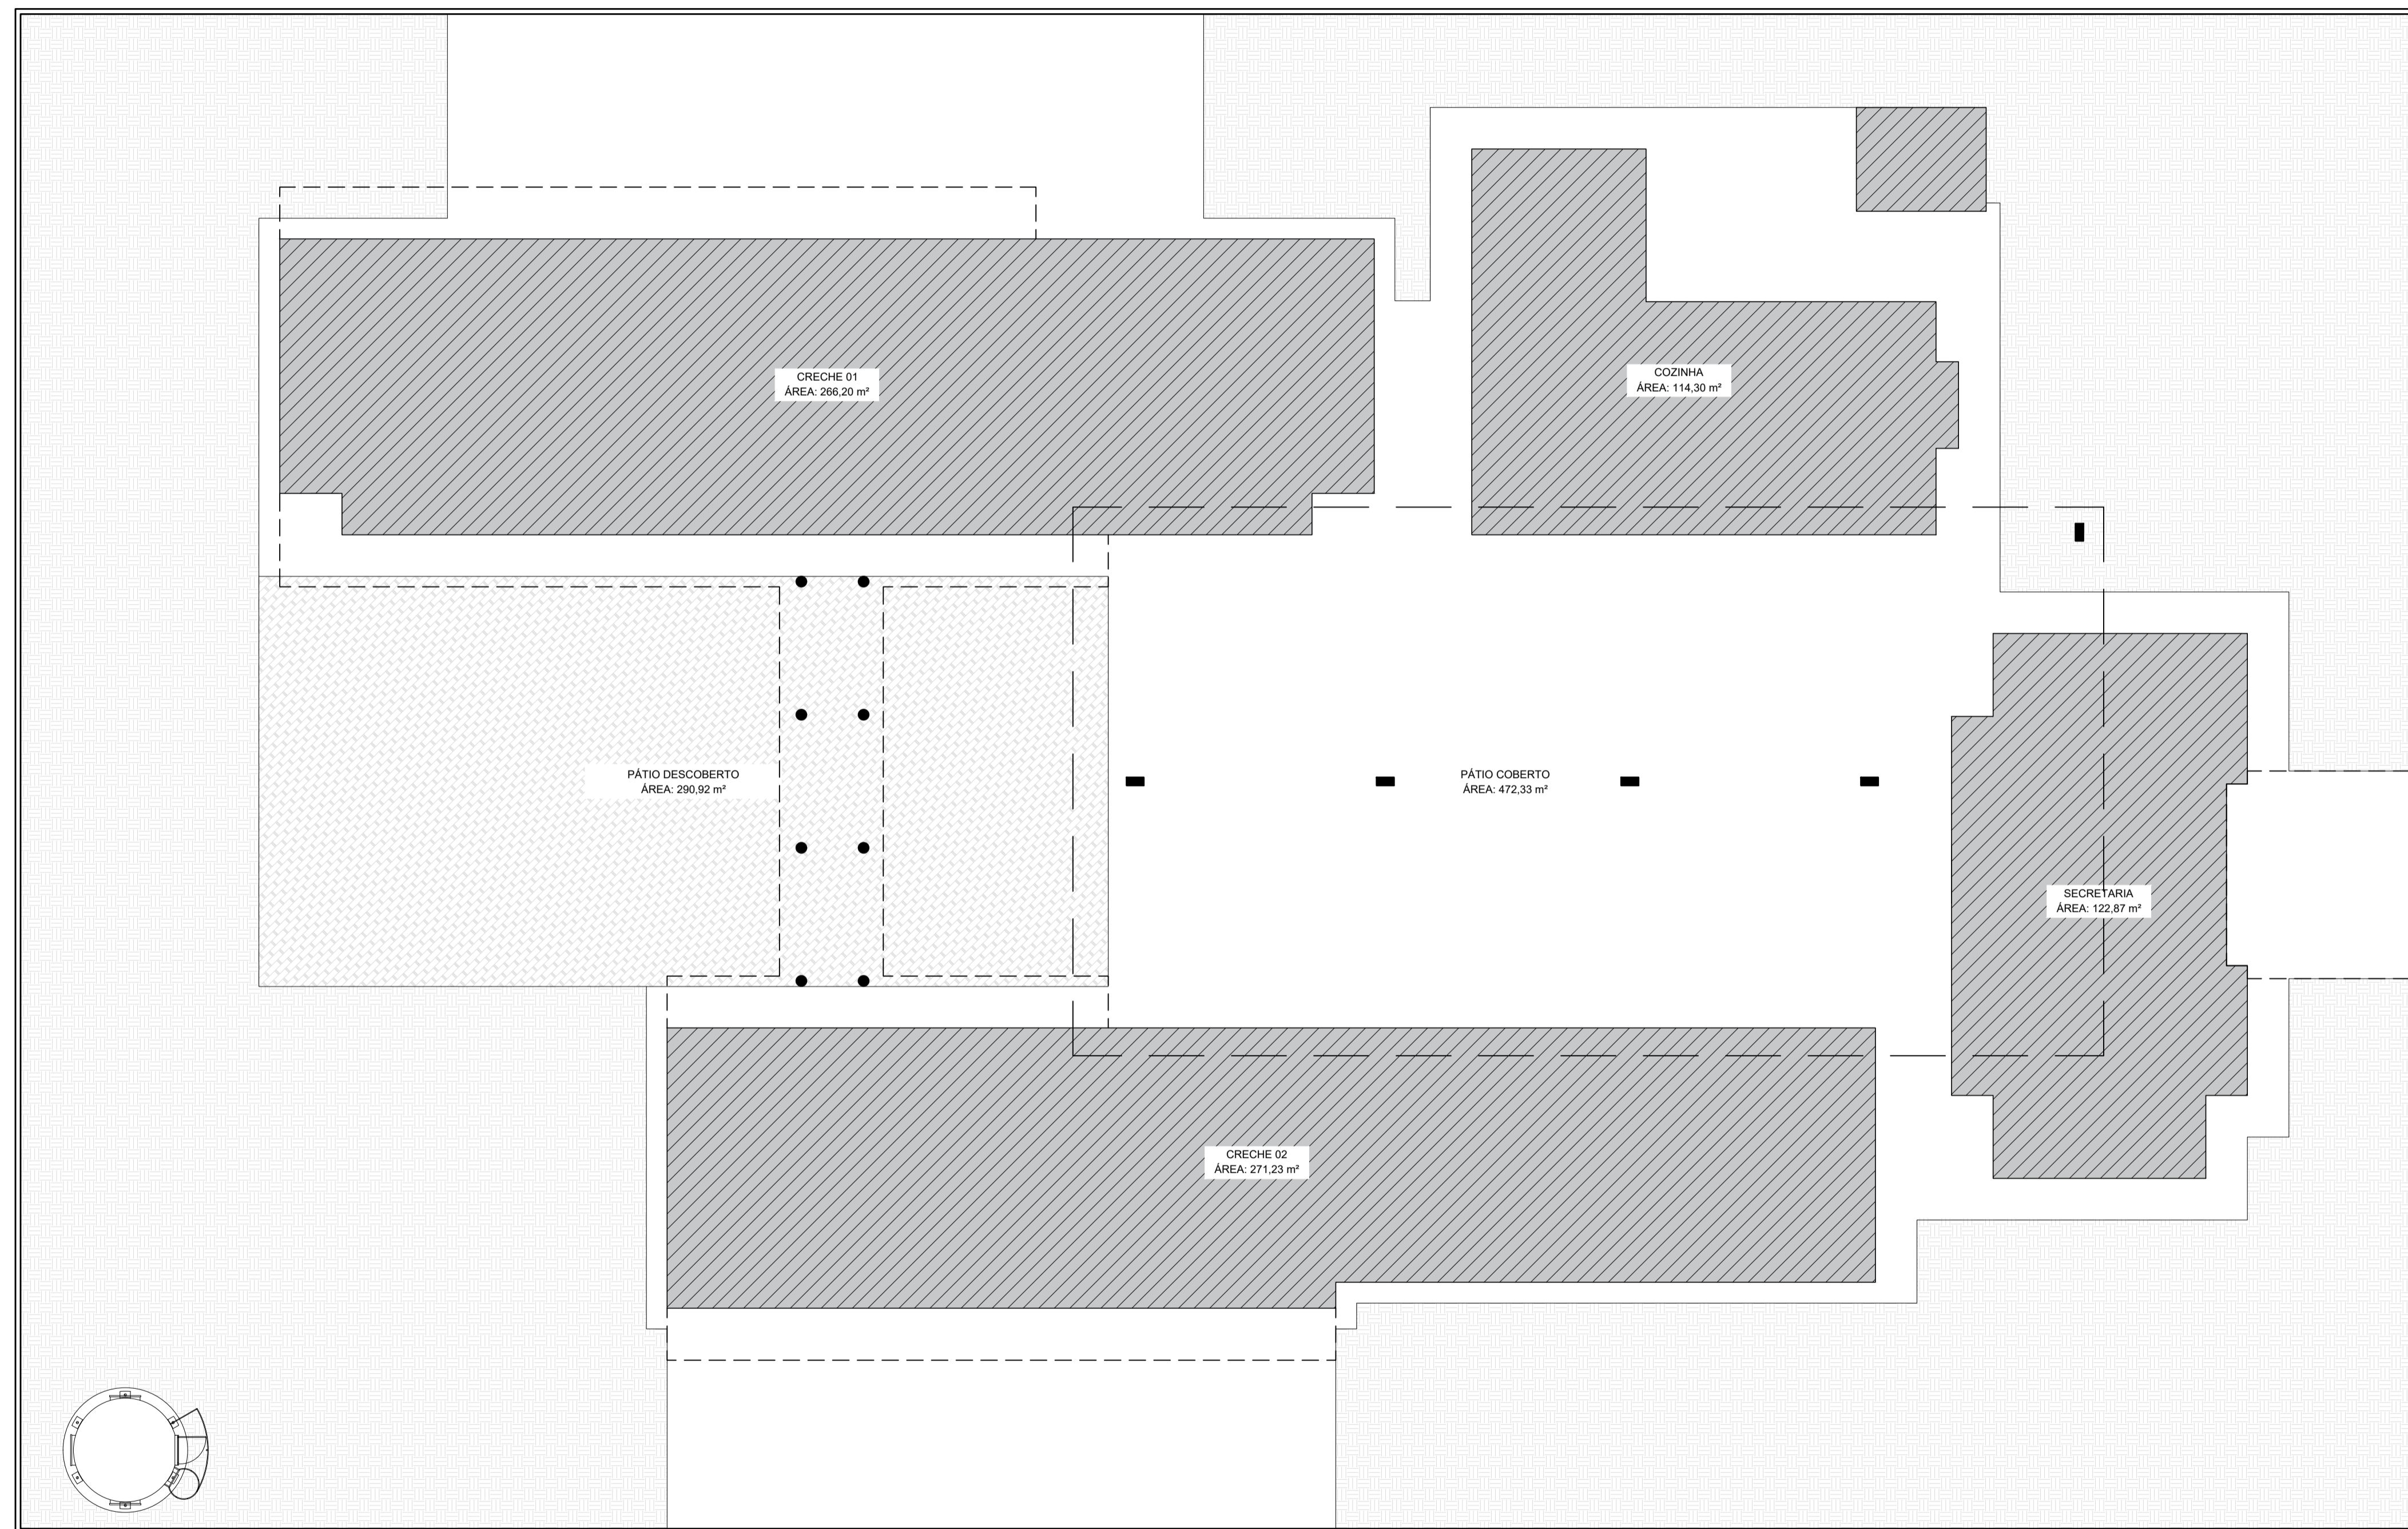 CRECHE 01
ÁREA: 266,20 m²
COZINHA
ÁREA: 114,30 m²
PÁTIO DESCOBERTO
ÁREA: 290,92 m²
PÁTIO COBERTO
ÁREA: 472,33 m²
SECRETARIA
ÁREA: 122,87 m²
CRECHE 02
ÁREA: 271,23 m²